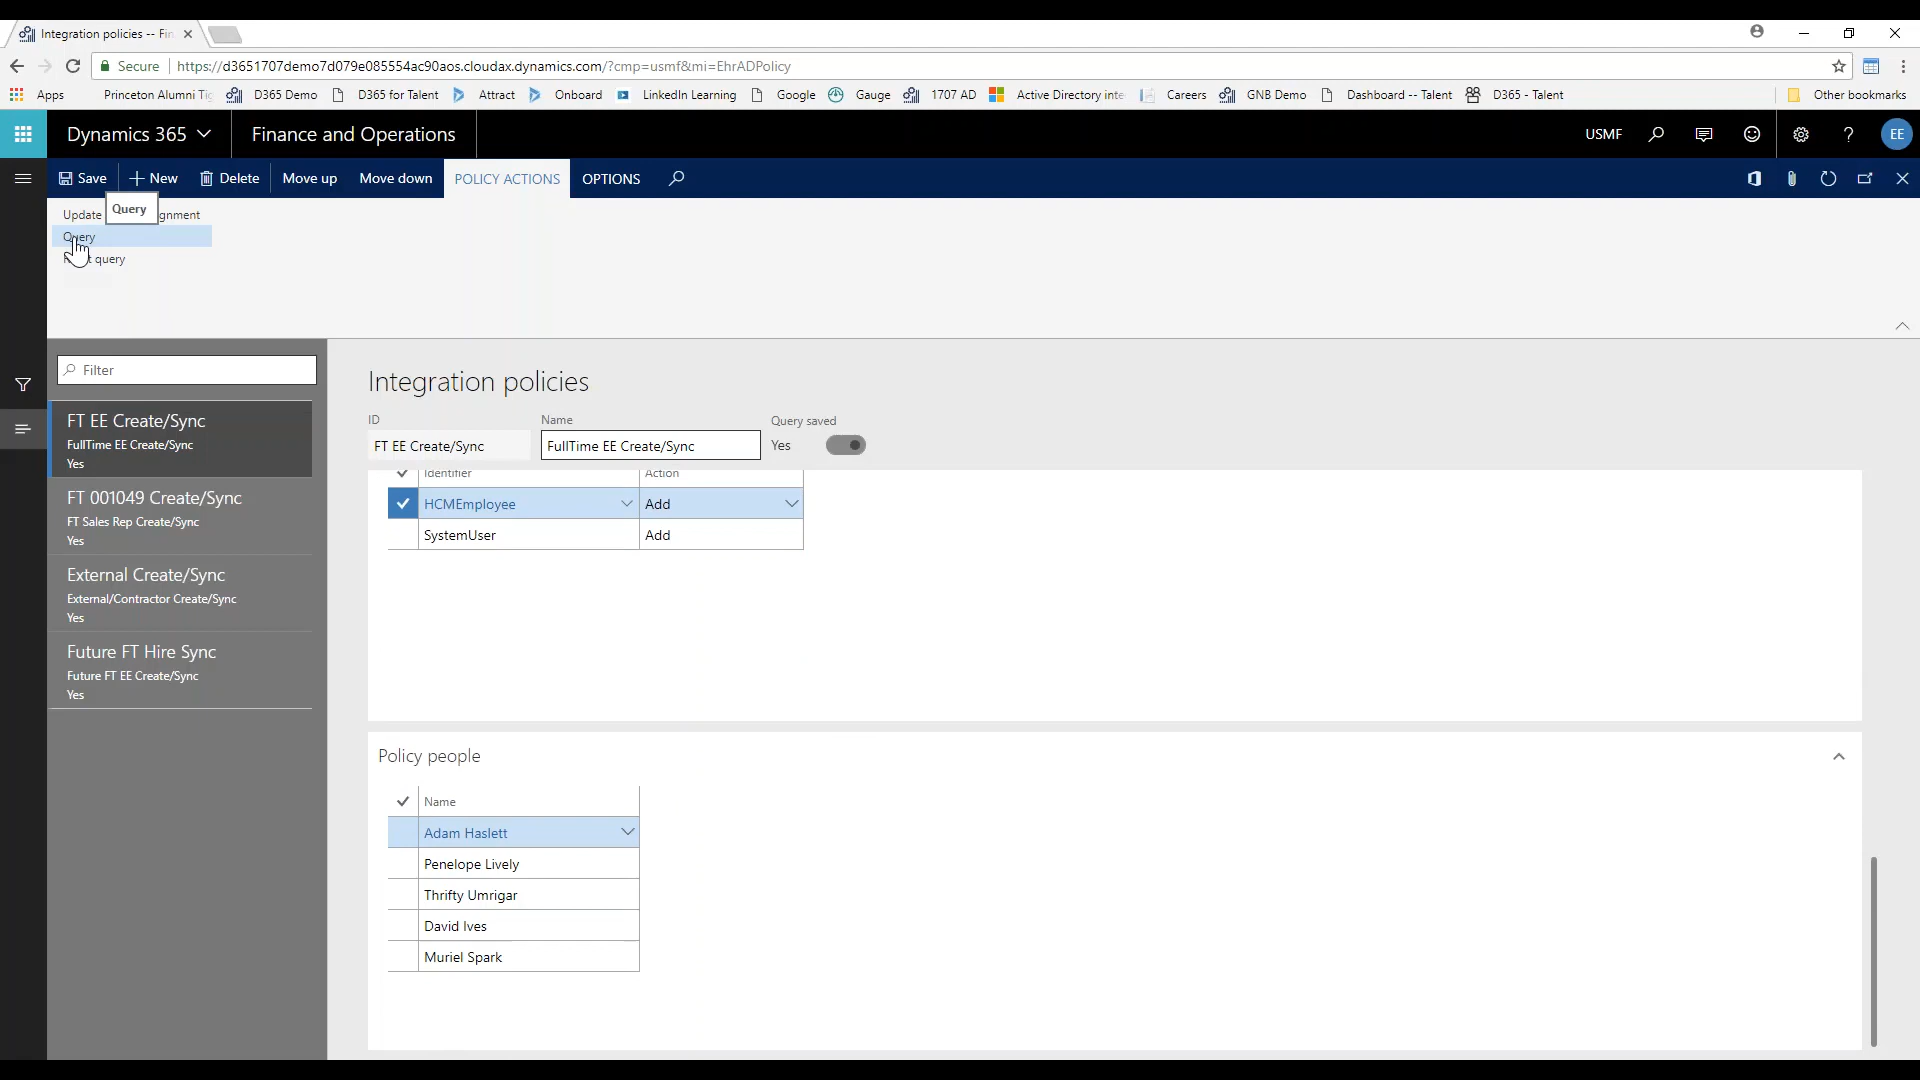 Integration policies -- Fin
Secure https://d3651707demo7d079e085554ac90aos.cloudax.dynamics.com/?cmp=usmf&mi=EhrADPolicy
Apps Princeton Alumni Tig D365 Demo D365 for Talent Attract Onboard LinkedIn Learning Google Gauge 1707 AD Active Directory inte Careers GNB Demo Dashboard -- Talent D365 - Talent Other bookmarks
Dynamics 365 Finance and Operations USMF EE
Save New Delete Move up Move down POLICY ACTIONS OPTIONS
Query
Update gnment
Query
query
Filter
FT EE Create/Sync
FullTime EE Create/Sync
Yes
FT 001049 Create/Sync
FT Sales Rep Create/Sync
Yes
External Create/Sync
External/Contractor Create/Sync
Yes
Future FT Hire Sync
Future FT EE Create/Sync
Yes
Integration policies
ID Name Query saved
FT EE Create/Sync FullTime EE Create/Sync Yes
Identifier Action
HCMEmployee Add
SystemUser Add
Policy people
Name
Adam Haslett
Penelope Lively
Thrifty Umrigar
David Ives
Muriel Spark